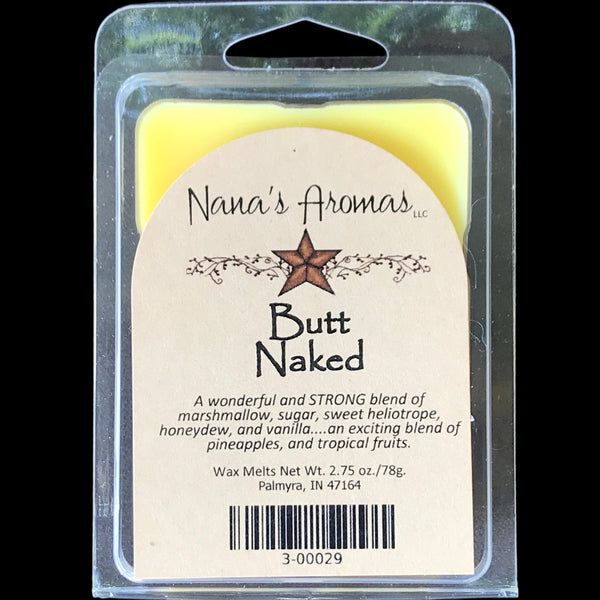 Nana's Aromas LLC
Butt
Naked
A wonderful and STRONG blend of
marshmallow, sugar, sweet heliotrope,
honeydew, and vanilla....an exciting blend of
pineapples, and tropical fruits.
Wax Melts Net Wt. 2.75 oz./78g.
Palmyra, IN 47164
3-00029